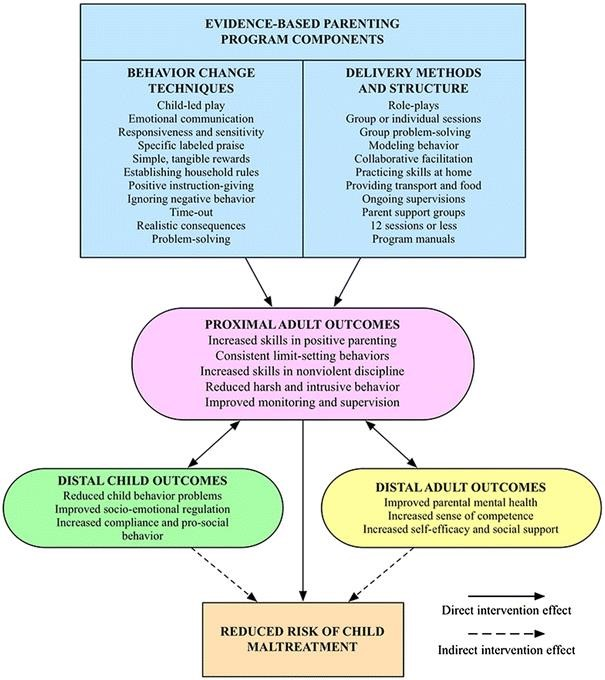 EVIDENCE-BASED PARENTING
PROGRAM COMPONENTS
BEHAVIOR CHANGE
TECHNIQUES
Child-led play
Emotional communication
Responsiveness and sensitivity
Specific labeled praise
Simple, tangible rewards
Establishing household rules
Positive instruction-giving
Ignoring negative behavior
Time-out
Realistic consequences
Problem-solving
DELIVERY METHODS
AND STRUCTURE
Role-plays
Group or individual sessions
Group problem-solving
Modeling behavior
Collaborative facilitation
Practicing skills at home
Providing transport and food
Ongoing supervisions
Parent support groups
12 sessions or less
Program manuals
PROXIMAL ADULT OUTCOMES
Increased skills in positive parenting
Consistent limit-setting behaviors
Increased skills in nonviolent discipline
Reduced harsh and intrusive behavior
Improved monitoring and supervision
DISTAL CHILD OUTCOMES
Reduced child behavior problems
Improved socio-emotional regulation
Increased compliance and pro-social
behavior
DISTAL ADULT OUTCOMES
Improved parental mental health
Increased sense of competence
Increased self-efficacy and social support
REDUCED RISK OF CHILD
MALTREATMENT
Direct intervention effect
Indirect intervention effect